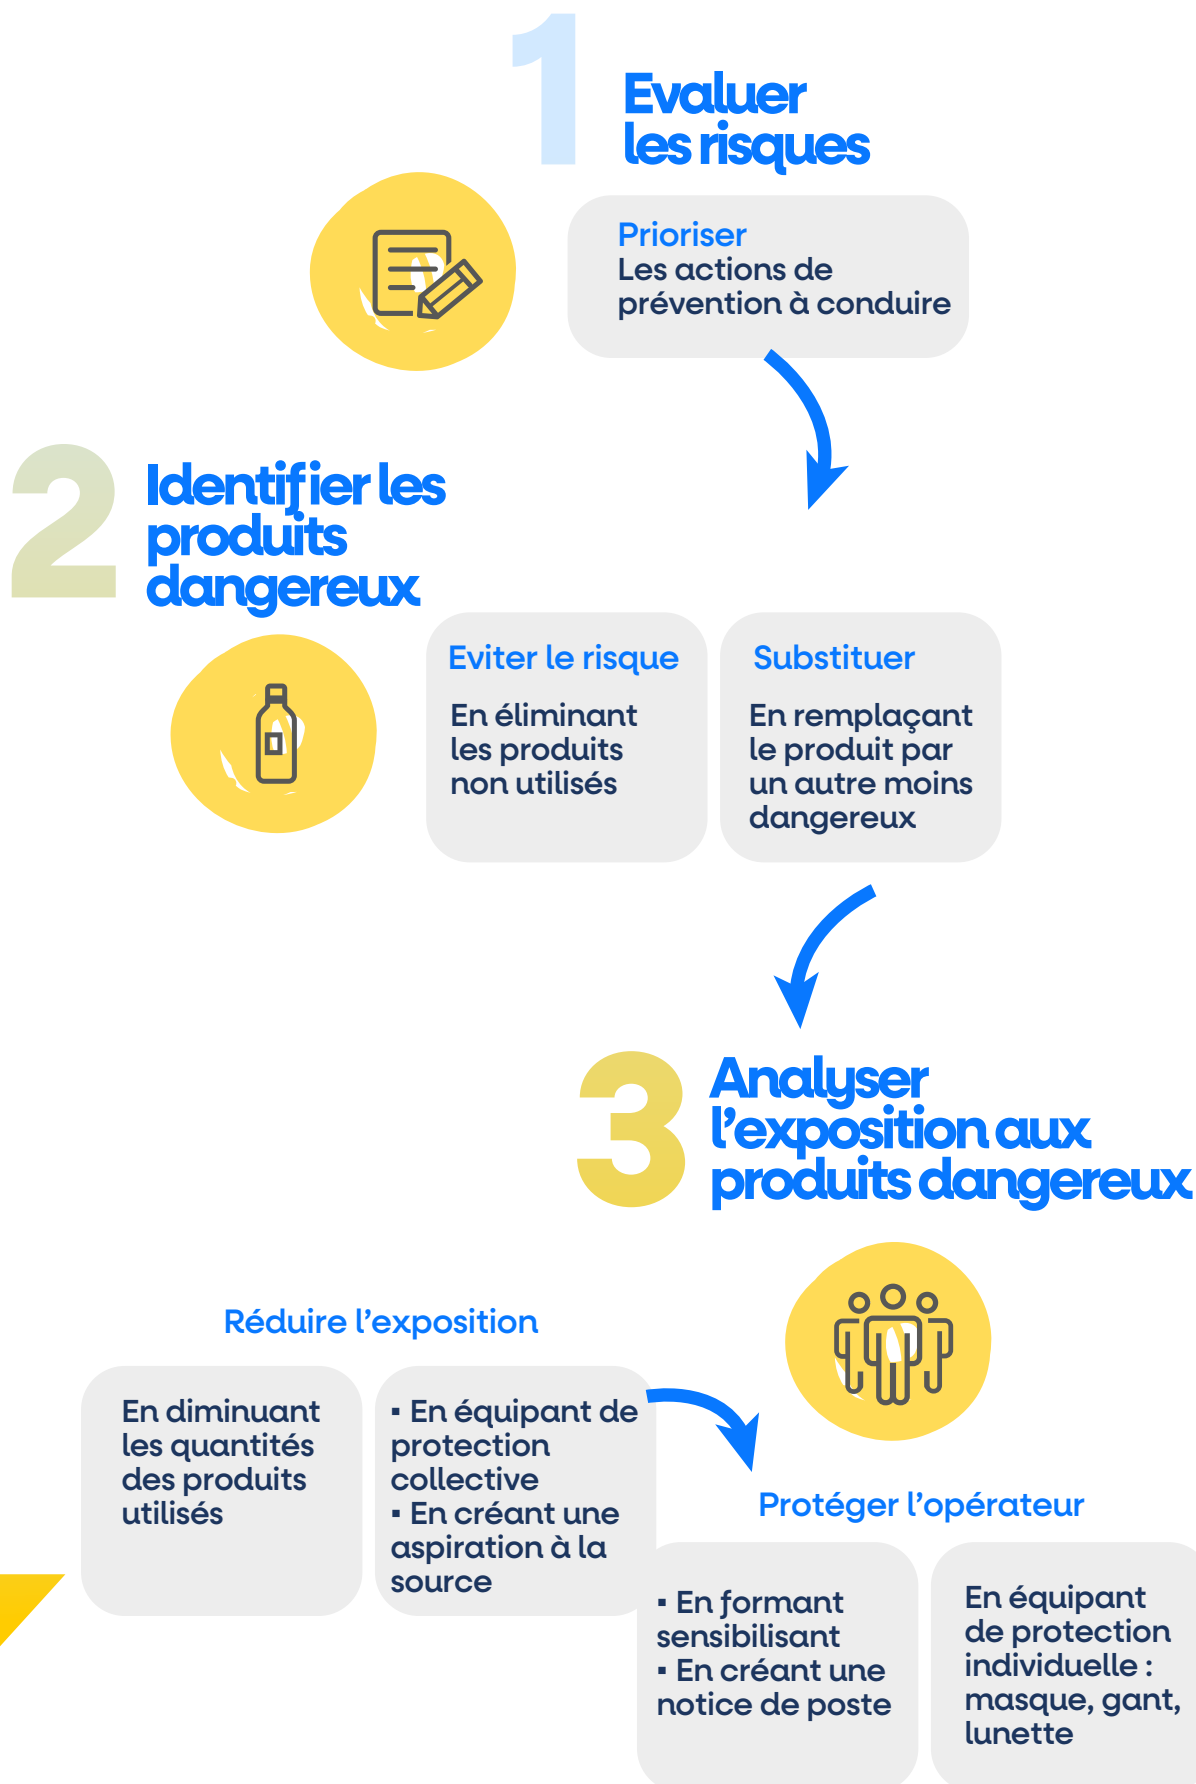 1
Evaluer
les risques
Prioriser
Les actions de
prévention à conduire
2
Identifier les
produits
dangereux
Eviter le risque
En éliminant
les produits
non utilisés
Substituer
En remplaçant
le produit par
un autre moins
dangereux
3
Analyser
l’exposition aux
produits dangereux
Réduire l’exposition
En diminuant
les quantités
des produits
utilisés
▪ En équipant de
protection
collective
▪ En créant une
aspiration à la
source
Protéger l’opérateur
▪ En formant
sensibilisant
▪ En créant une
notice de poste
En équipant
de protection
individuelle :
masque, gant,
lunette